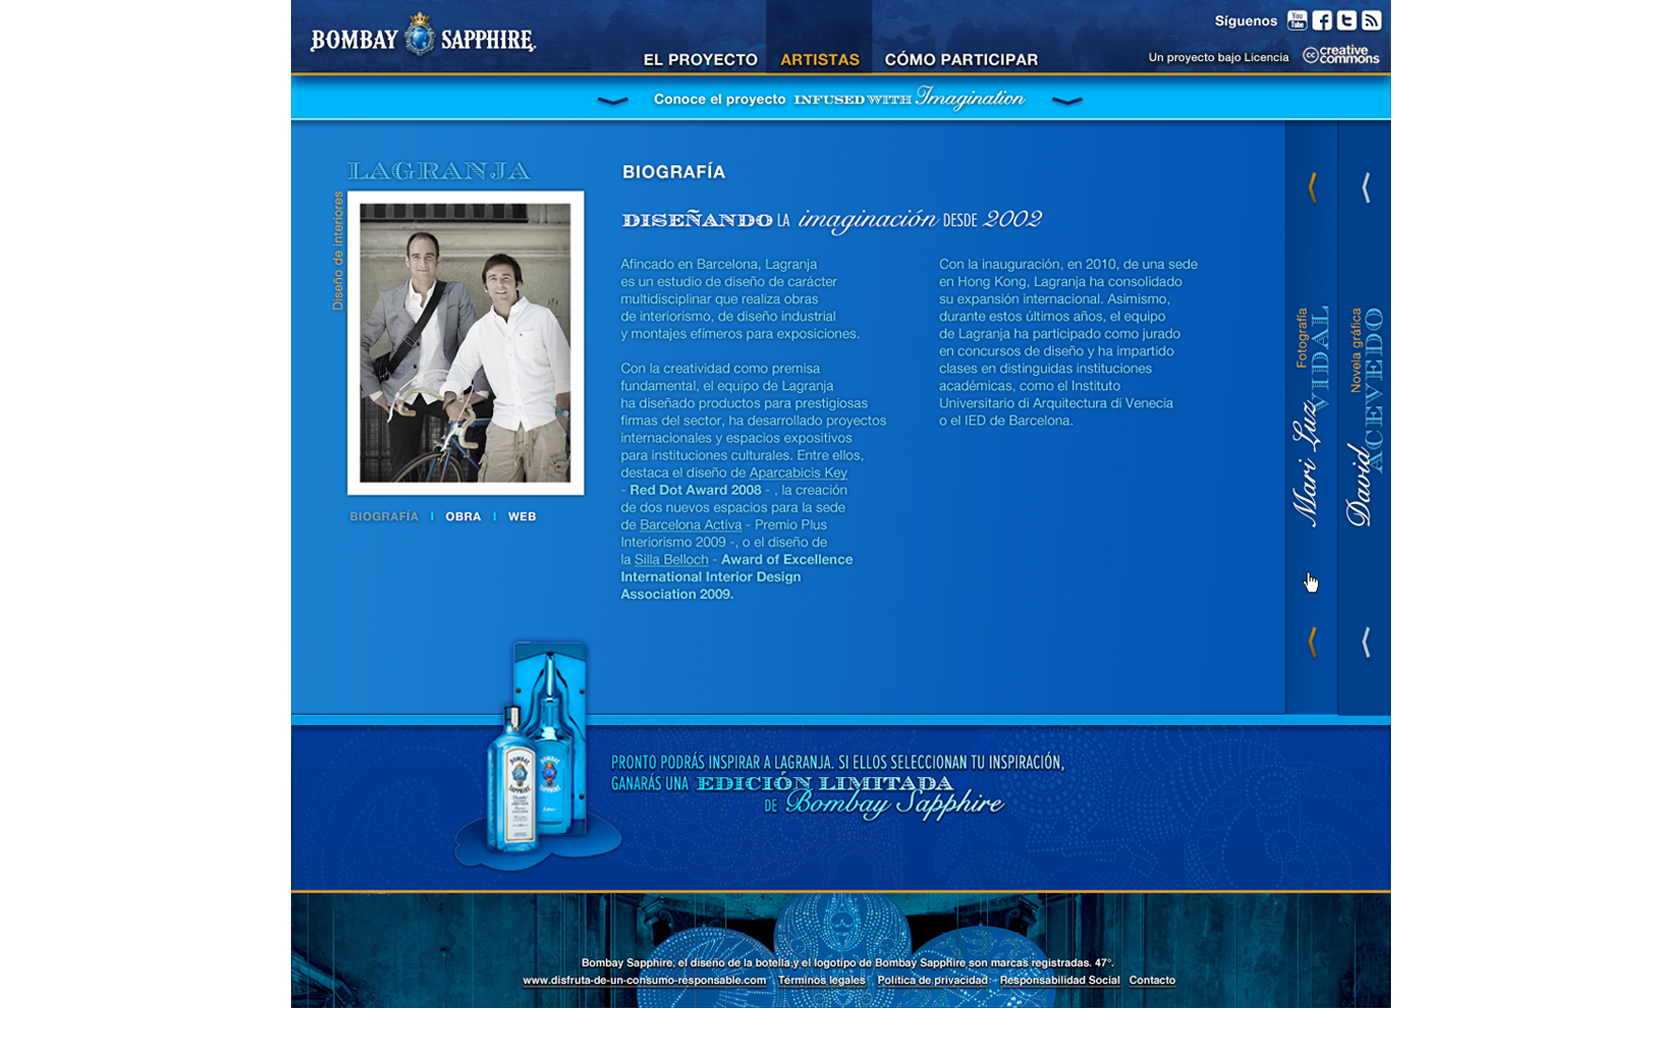 BOMBAY SAPPHIRE
Síguenos
You Tube
EL PROYECTO
ARTISTAS
CÓMO PARTICIPAR
Un proyecto bajo Licencia
cc creative commons
Conoce el proyecto INFUSED WITH Imagination
LAGRANJA
Diseño de interiores
BIOGRAFÍA | OBRA | WEB
BIOGRAFÍA
DISEÑANDO LA imaginación DESDE 2002
Afincado en Barcelona, Lagranja
es un estudio de diseño de carácter
multidisciplinar que realiza obras
de interiorismo, de diseño industrial
y montajes efímeros para exposiciones.
Con la creatividad como premisa
fundamental, el equipo de Lagranja
ha diseñado productos para prestigiosas
firmas del sector, ha desarrollado proyectos
internacionales y espacios expositivos
para instituciones culturales. Entre ellos,
destaca el diseño de Aparcabicis Key
- Red Dot Award 2008 - , la creación
de dos nuevos espacios para la sede
de Barcelona Activa - Premio Plus
Interiorismo 2009 -, o el diseño de
la Silla Belloch - Award of Excellence
International Interior Design
Association 2009.
Con la inauguración, en 2010, de una sede
en Hong Kong, Lagranja ha consolidado
su expansión internacional. Asimismo,
durante estos últimos años, el equipo
de Lagranja ha participado como jurado
en concursos de diseño y ha impartido
clases en distinguidas instituciones
académicas, como el Instituto
Universitario di Arquitectura di Venecia
o el IED de Barcelona.
Fotografía
Mari Luz VIDAL
Novela gráfica
David ACEVEDO
BOMBAY SAPPHIRE
BOMBAY SAPPHIRE
PRONTO PODRÁS INSPIRAR A LAGRANJA. SI ELLOS SELECCIONAN TU INSPIRACIÓN,
GANARÁS UNA EDICIÓN LIMITADA
DE Bombay Sapphire
Bombay Sapphire, el diseño de la botella y el logotipo de Bombay Sapphire son marcas registradas. 47°.
www.disfruta-de-un-consumo-responsable.com - Términos legales - Política de privacidad - Responsabilidad Social Contacto